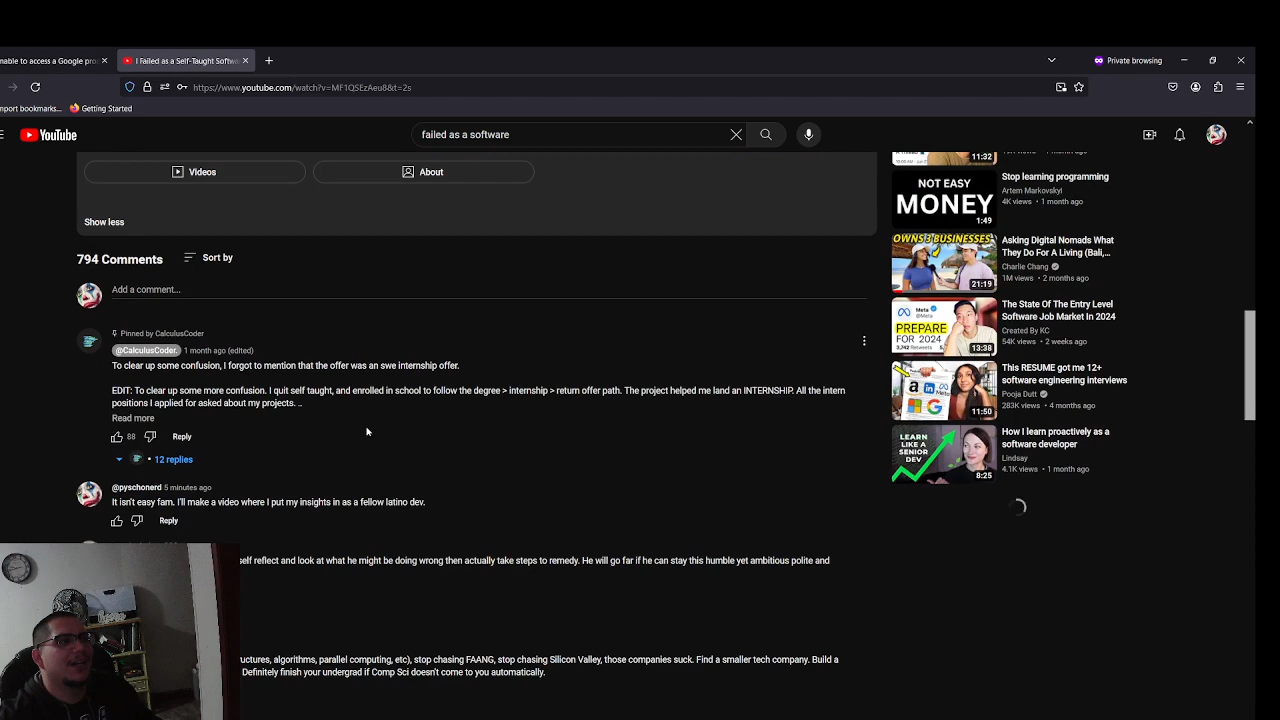 nable to access a Google pro
I Failed as a Self-Taught Softwo
Private browsing
https://www.youtube.com/watch?v=MF1QSEzAeu8&t=2s
mport bookmarks...
Getting Started
YouTube
failed as a software
Videos
About
Show less
794 Comments
Sort by
Add a comment...
Pinned by CalculusCoder
@CalculusCoder. 1 month ago (edited)
To clear up some confusion, I forgot to mention that the offer was an swe internship offer.
EDIT: To clear up some more confusion. I quit self taught, and enrolled in school to follow the degree > internship > return offer path. The project helped me land an INTERNSHIP. All the intern
positions I applied for asked about my projects. ..
Read more
88
Reply
12 replies
@pyschonerd 5 minutes ago
It isn't easy fam. I'll make a video where I put my insights in as a fellow latino dev.
Reply
self reflect and look at what he might be doing wrong then actually take steps to remedy. He will go far if he can stay this humble yet ambitious polite and
uctures, algorithms, parallel computing, etc), stop chasing FAANG, stop chasing Silicon Valley, those companies suck. Find a smaller tech company. Build a
Definitely finish your undergrad if Comp Sci doesn't come to you automatically.
11:32
NOT EASY
MONEY
1:49
Stop learning programming
Artem Markovskyi
4K views • 1 month ago
OWNS 3 BUSINESSES
21:19
Asking Digital Nomads What
They Do For A Living (Bali,...
Charlie Chang
1M views • 2 months ago
Meta
@Meta
PREPARE
FOR 2024
13:38
The State Of The Entry Level
Software Job Market In 2024
Created By KC
54K views • 2 weeks ago
11:50
This RESUME got me 12+
software engineering interviews
Pooja Dutt
283K views • 4 months ago
LEARN
LIKE A
SENIOR
DEV
8:25
How I learn proactively as a
software developer
Lindsay
4.1K views • 1 month ago